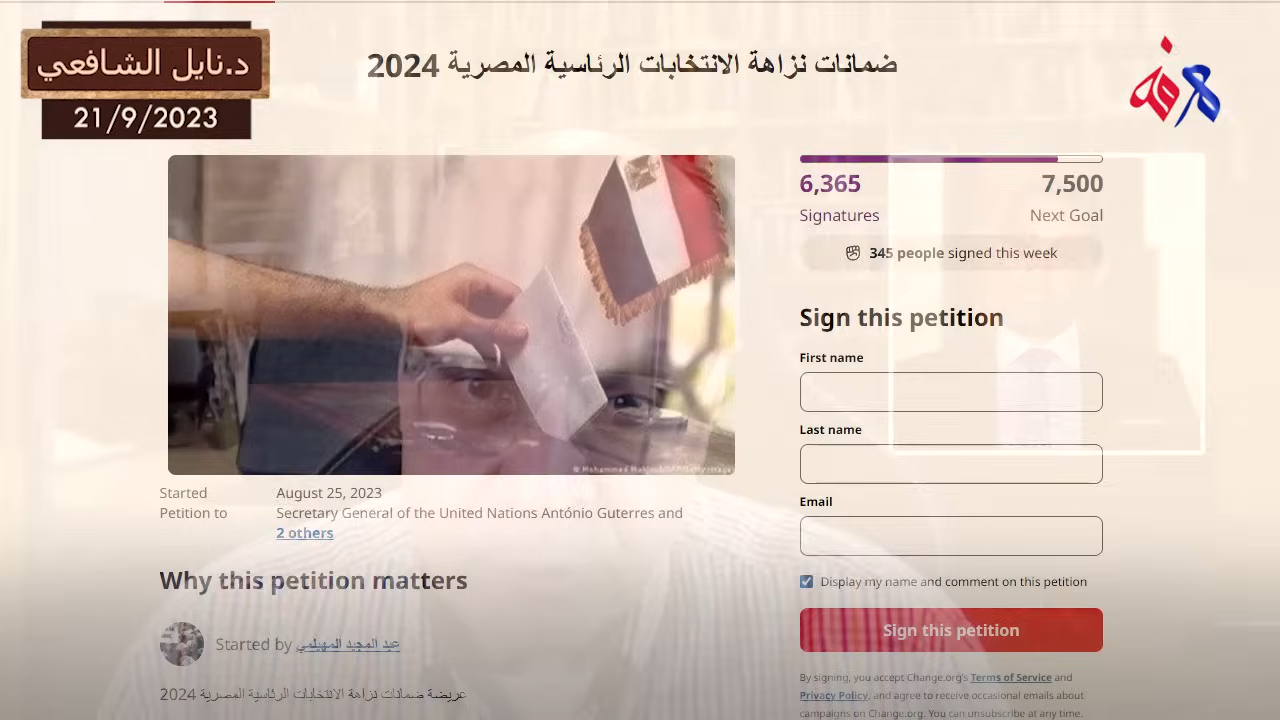 د.نايل الشافعي
21/9/2023
ضمانات نزاهة الانتخابات الرئاسية المصرية 2024
6,365
7,500
Signatures
Next Goal
345 people signed this week
Sign this petition
First name
Last name
Email
Display my name and comment on this petition
Sign this petition
By signing, you accept Change.org's Terms of Service and
Privacy Policy, and agree to receive occasional emails about
campaigns on Change.org. You can unsubscribe at any time.
Started August 25, 2023
Petition to Secretary General of the United Nations António Guterres and
2 others
Why this petition matters
Started by عبد المجيد المهيلمي
عريضة ضمانات نزاهة الانتخابات الرئاسية المصرية 2024